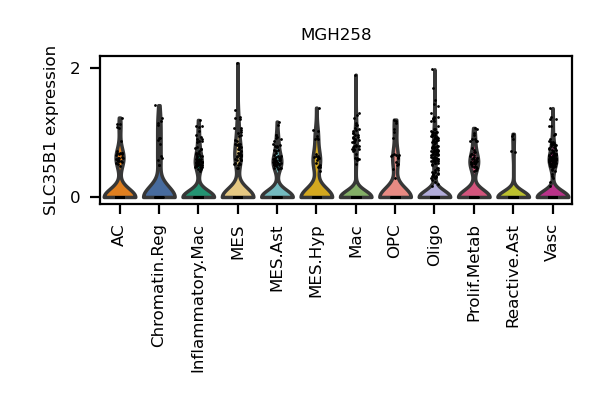 MGH258
SLC35B1 expression
2
0
AC
Chromatin.Reg
Inflammatory.Mac
MES
MES.Ast
MES.Hyp
Mac
OPC
Oligo
Prolif.Metab
Reactive.Ast
Vasc